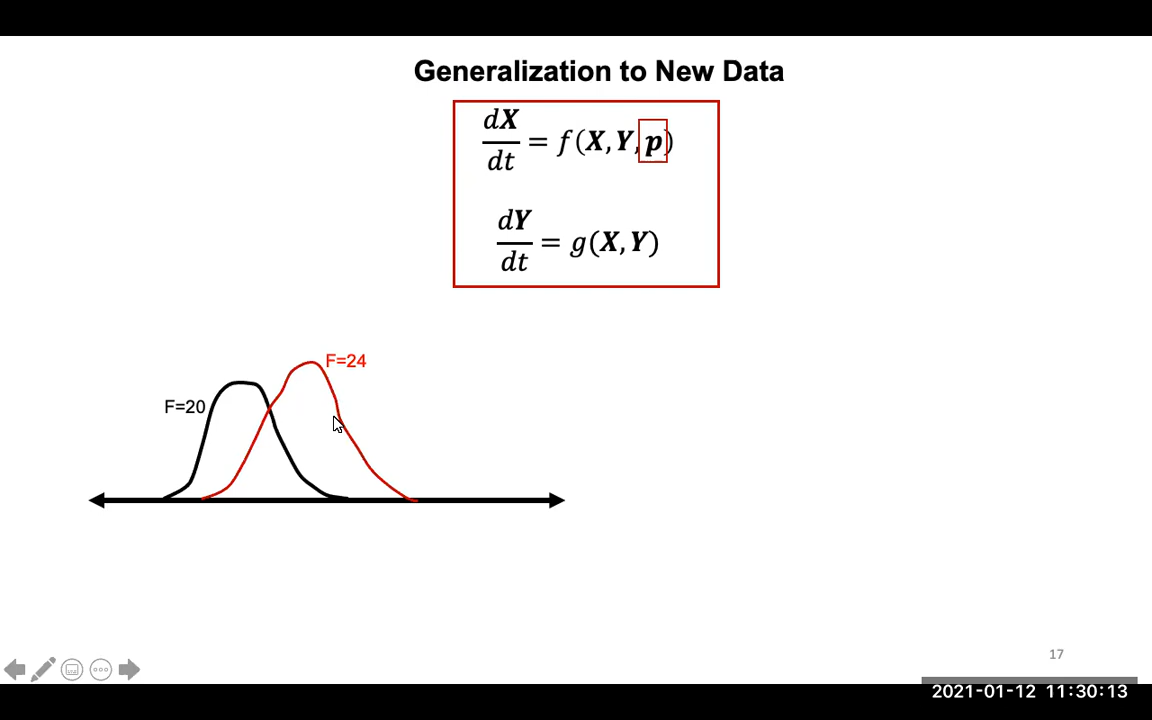 Generalization to New Data
dX/dt = f(X, Y, p)
dY/dt = g(X, Y)
F=24
F=20
17
2021-01-12 11:30:13